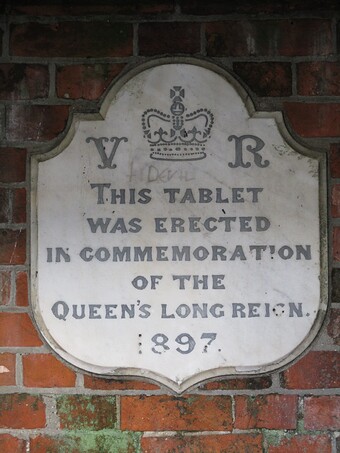 V R
THIS TABLET
WAS ERECTED
IN COMMEMORATION
OF THE
QUEEN'S LONG REIGN.
1897.